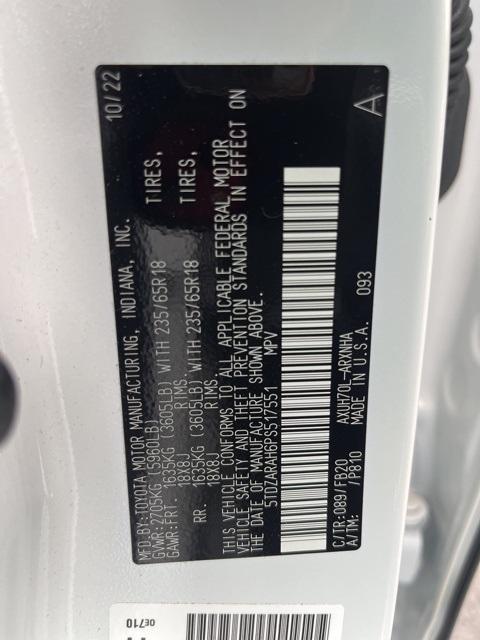 MFD.BY:TOYOTA MOTOR MANUFACTURING, INDIANA, INC. 10/22
GVWR:2705KG (5960LB)
GAWR:FRT. 1635KG (3605LB) WITH 235/65R18 TIRES,
18X8J RIMS
RR. 1635KG (3605LB) WITH 235/65R18 TIRES,
18X8J RIMS
THIS VEHICLE CONFORMS TO ALL APPLICABLE FEDERAL MOTOR
VEHICLE SAFETY AND THEFT PREVENTION STANDARDS IN EFFECT ON
THE DATE OF MANUFACTURE SHOWN ABOVE.
5TDZARAH6PS517551 MPV
C/TR:089/FB20 AXUH70L-ARXNHA 093
A/TM: /P810 MADE IN U.S.A. A
0E710